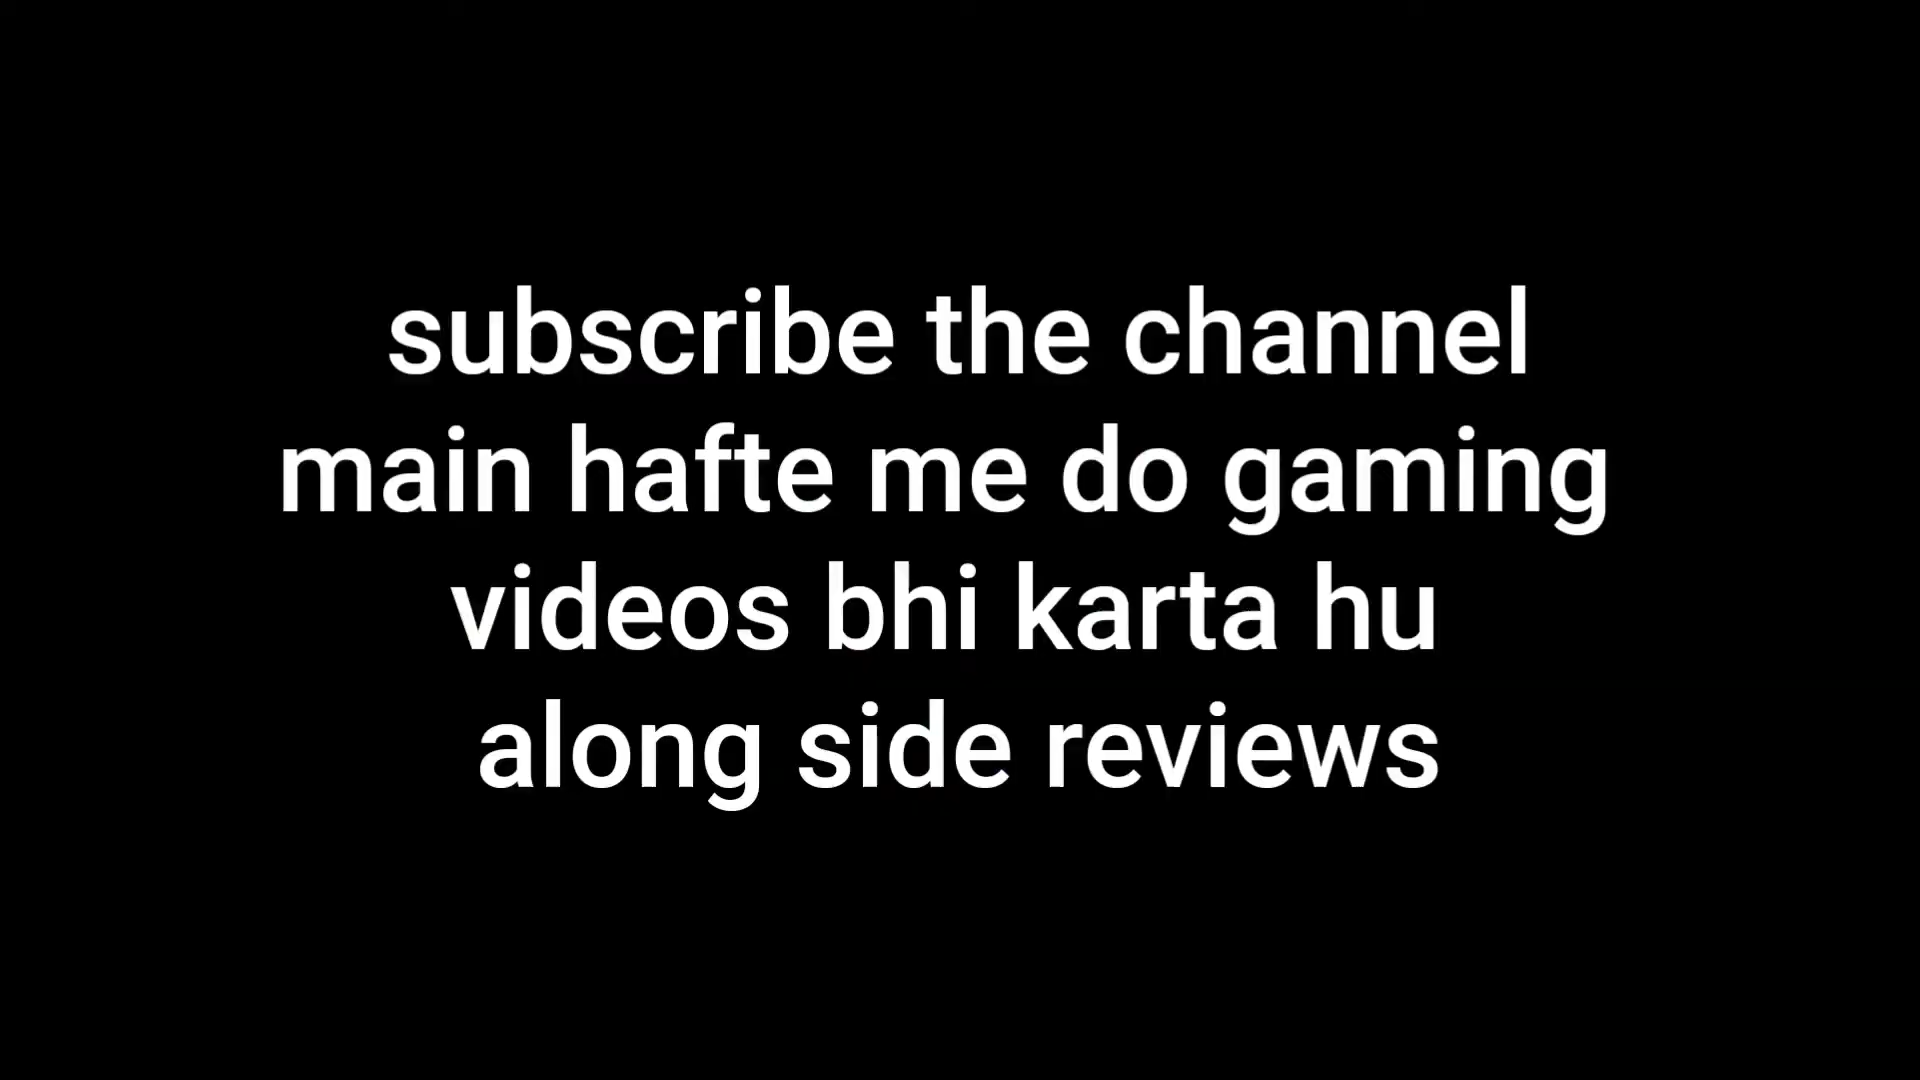 subscribe the channel
main hafte me do gaming
videos bhi karta hu
along side reviews